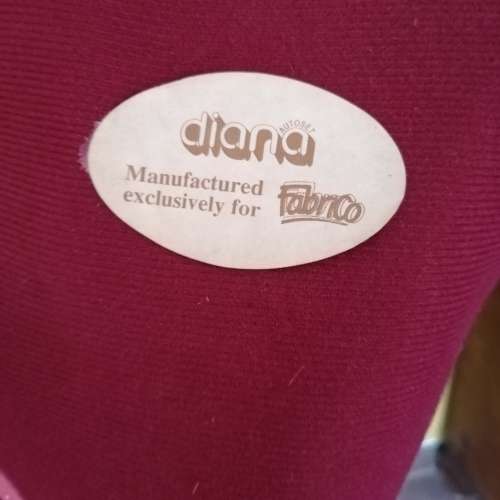 diana
AUTOSET
Manufactured
exclusively for
FabriCo